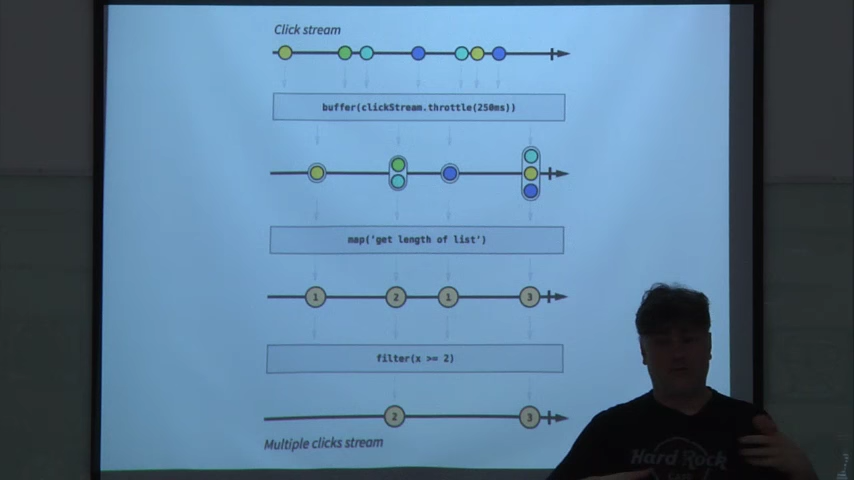 Click stream
buffer(clickStream.throttle(250ms))
map('get length of list')
1 2 1 3
filter(x >= 2)
2 3
Multiple clicks stream
Hard Rock